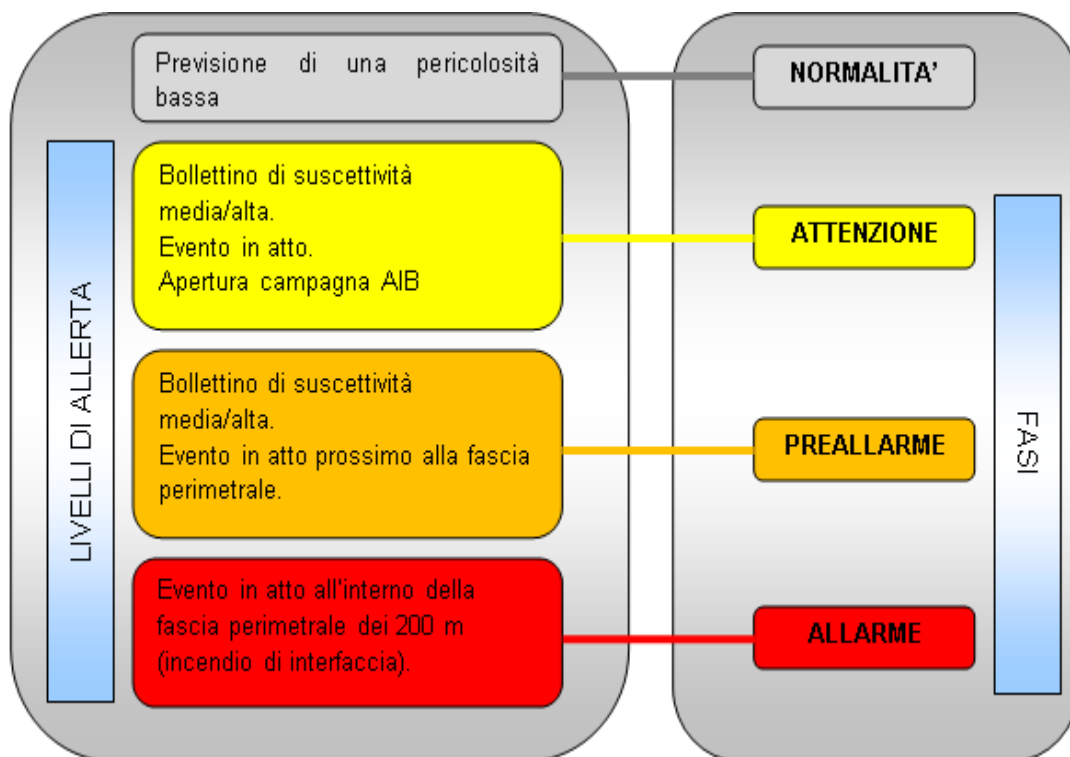 Previsione di una pericolosità
bassa
NORMALITA’
LIVELLI DI ALLERTA
Bollettino di suscettività
media/alta.
Evento in atto.
Apertura campagna AIB
ATTENZIONE
Bollettino di suscettività
media/alta.
Evento in atto prossimo alla fascia
perimetrale.
PREALLARME
FASI
Evento in atto all'interno della
fascia perimetrale dei 200 m
(incendio di interfaccia).
ALLARME